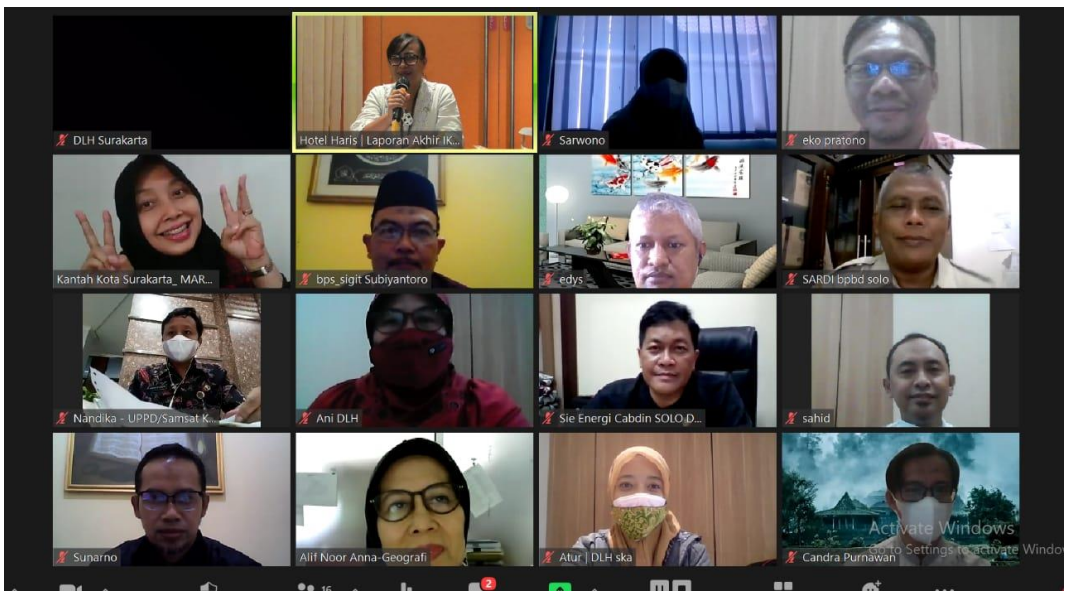 DLH Surakarta
Hotel Haris | Laporan Akhir IK...
Sarwono
eko pratono
Kantah Kota Surakarta_ MAR...
bps_sigit Subiyantoro
edys
SARDI bpbd solo
Nandika - UPPD/Samsat K...
Ani DLH
Sie Energi Cabdin SOLO D...
sahid
Sunarno
Alif Noor Anna-Geografi
Atur | DLH ska
Candra Purnawan
Activate Windows
Go to Settings to activate Windo
16
2